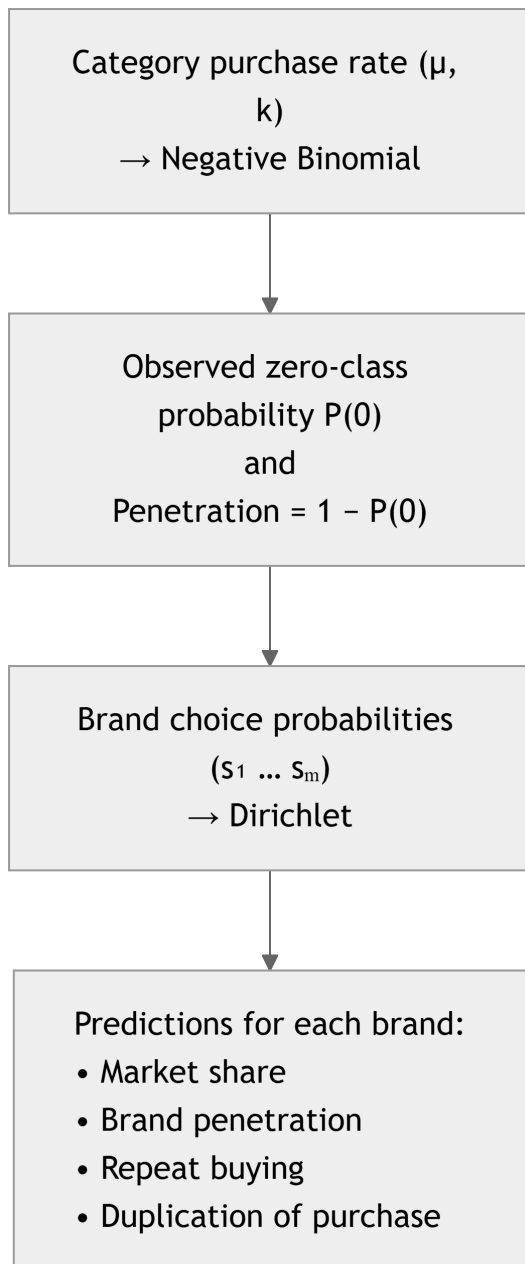 Category purchase rate (μ,
k)
→ Negative Binomial
Observed zero-class
probability P(0)
and
Penetration = 1 − P(0)
Brand choice probabilities
(s₁ … sₘ)
→ Dirichlet
Predictions for each brand:
• Market share
• Brand penetration
• Repeat buying
• Duplication of purchase